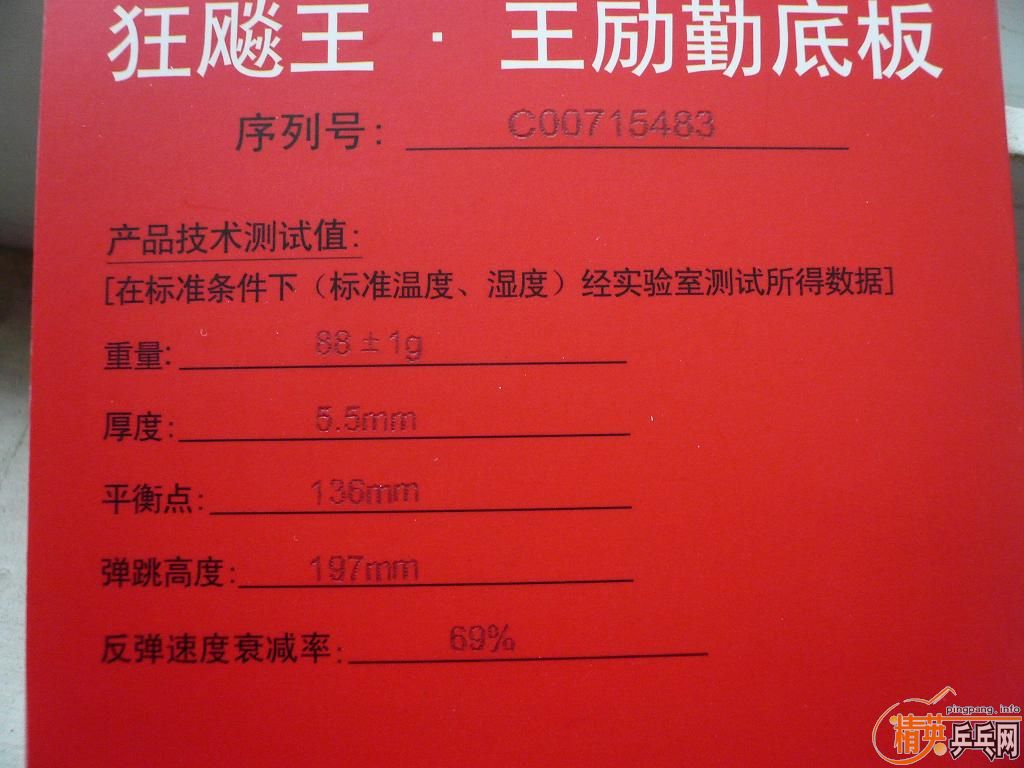 狂飚王 · 王励勤底板
序列号: C00715483
产品技术测试值:
[在标准条件下（标准温度、湿度）经实验室测试所得数据]
重量: 88±1g
厚度: 5.5mm
平衡点: 136mm
弹跳高度: 197mm
反弹速度衰减率: 69%
pingpang.info
精英乒乓网